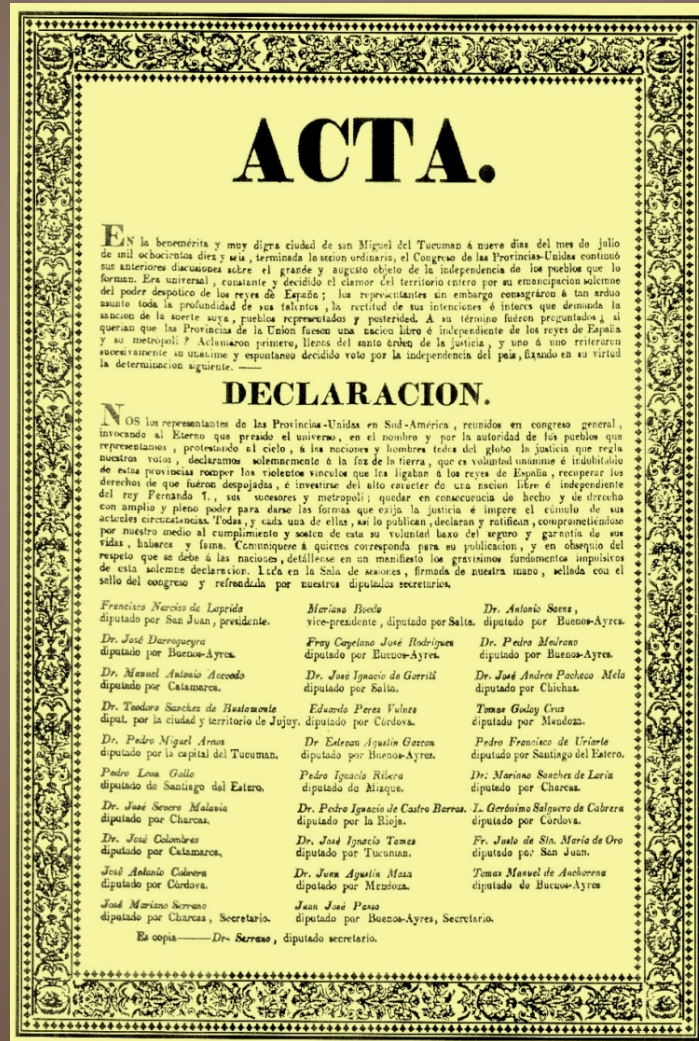 ACTA.
EN la benemérita y muy digna ciudad de san Miguel del Tucuman á nueve dias del mes de julio
de mil ochocientos diez y seis, terminada la sesion ordinaria, el Congreso de las Provincias-Unidas continuó
sus anteriores discusiones sobre el grande y augusto objeto de la independencia de los pueblos que lo
forman. Era universal, constante y decidido el clamor del territorio entero por su emancipacion solemne
del poder despótico de los reyes de España; los representantes sin embargo consagráron á tan arduo
asunto toda la profundidad de sus talentos, la rectitud de sus intenciones é interes que demanda la
sancion de la suerte suya, pueblos representados y posteridad. A su término fuéron preguntados ¿ si
querian que las Provincias de la Union fuesen una nacion libre é independiente de los reyes de España
y su metrópoli ? Aclamáron primero, llenos del santo órden de la justicia, y uno á uno reiteraron
sucesivamente su unánime y espontaneo decidido voto por la independencia del pais, fixando en su virtud
la determinacion siguiente. ——
DECLARACION.
NOS los representantes de las Provincias-Unidas en Sud-América, reunidos en congreso general,
invocando al Eterno que preside el universo, en el nombre y por la autoridad de los pueblos que
representamos, protestando al cielo, á las naciones y hombres todos del globo la justicia que regla
nuestros votos, declaramos solemnemente á la faz de la tierra, que es voluntad unánime é indubitable
de estas provincias romper los violentos vinculos que las ligaban á los reyes de España, recuperar los
derechos de que fuéron despojadas, é investirse del alto carácter de una nacion libre é independiente
del rey Fernando 7., sus sucesores y metropoli; quedar en consecuencia de hecho y de derecho
con amplio y pleno poder para darse las formas que exija la justicia é impere el cúmulo de sus
actuales circunstancias. Todas, y cada una de ellas, así lo publican, declaran y ratifican, comprometiéndose
por nuestro medio al cumplimiento y sosten de esta su voluntad baxo del seguro y garantía de sus
vidas, haberes y fama. Comuniquese á quienes corresponda para su publicacion, y en obsequio del
respeto que se debe á las naciones, detállense en un manifiesto los gravísimos fundamentos impulsivos
de esta solemne declaracion. Dada en la Sala de sesiones, firmada de nuestra mano, sellada con el
sello del congreso y refrendada por nuestros diputados secretarios.
Francisco Narciso de Laprida
diputado por San Juan, presidente.
Mariano Boedo
vice-presidente, diputado por Salta.
Dr. Antonio Saenz,
diputado por Buenos-Ayres.
Dr. José Darrogueyra
diputado por Buenos-Ayres.
Fray Cayetano José Rodriguez
diputado por Buenos-Ayres.
Dr. Pedro Medrano
diputado por Buenos-Ayres.
Dr. Manuel Antonio Acevedo
diputado por Catamarca.
Dr. José Ignacio de Gorriti
diputado por Salta.
Dr. José Andres Pacheco Melo
diputado por Chichas.
Dr. Teodoro Sanches de Bustamante
diput. por la ciudad y territorio de Jujuy.
Eduardo Perez Vulnes
diputado por Córdova.
Tomas Godoy Cruz
diputado por Mendoza.
Dr. Pedro Miguel Araoz
diputado por la capital del Tucuman.
Dr Estevan Agustin Gazcon
diputado por Buenos-Ayres.
Pedro Francisco de Uriarte
diputado por Santiago del Estero.
Pedro Leon Gallo
diputado de Santiago del Estero.
Pedro Ignacio Ribera
diputado de Mizque.
Dr: Mariano Sanchez de Loria
diputado por Charcas.
Dr. José Severo Malavia
diputado por Charcas.
Dr. Pedro Ignacio de Castro Barros.
diputado por la Rioja.
L. Gerónimo Salguero de Cabrera
diputado por Córdova.
Dr. José Colombres
diputado por Catamarca,
Dr. José Ignacio Tames
diputado por Tucuman.
Fr. Justo de Sta. Maria de Oro
diputado por San Juan.
José Antonio Cabrera
diputado por Córdova.
Dr. Juan Agustin Maza
diputado por Mendoza.
Tomas Manuel de Anchorena
diputado de Buenos-Ayres
José Mariano Serrano
diputado por Charcas, Secretario.
Juan José Passo
diputado por Buenos-Ayres, Secretario.
Es copia——Dr. Serrano, diputado secretario.